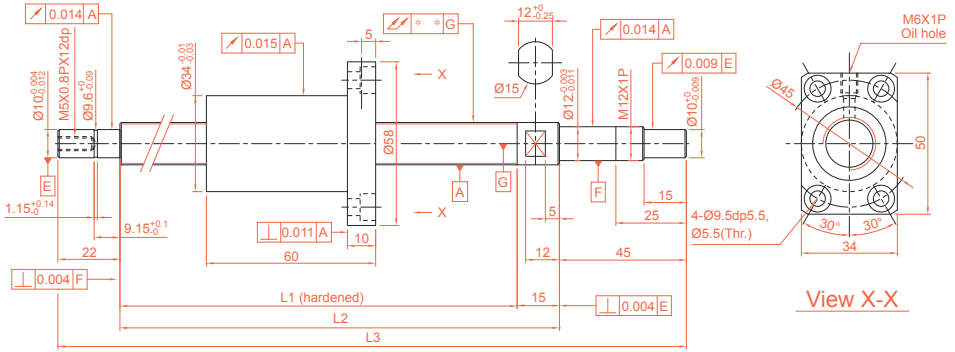 0.014 A
5
* * G
12 +0 -0.25
0.014 A
M6X1P
Oil hole
0.015 A
X
0.009 E
Ø10 -0.004 -0.012
M5X0.8PX12dp
Ø9.6 +0 -0.09
Ø34 -0.01 -0.03
Ø15
Ø12 -0.003 -0.011
M12X1P
Ø10 +0 -0.009
Ø45
Ø58
50
E
A
G
F
1.15 +0.14 -0
9.15 +0.1 -0
X
5
15
25
4-Ø9.5dp5.5,
Ø5.5(Thr.)
30° 30°
0.011 A
10
22
60
12
45
34
0.004 F
L1 (hardened)
15
0.004 E
View X-X
L2
L3